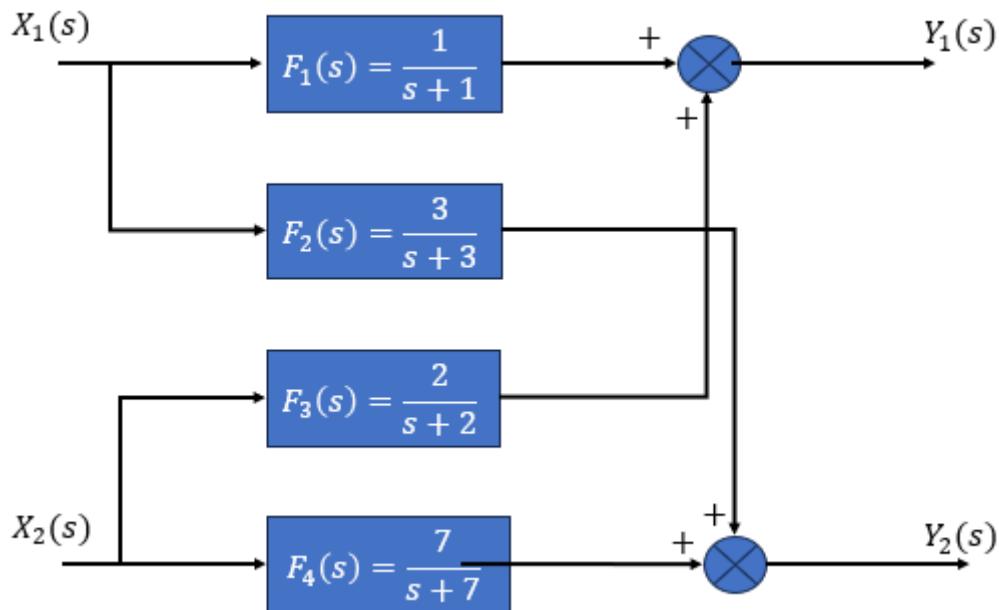 X₁(s)
F₁(s) = 1/(s + 1)
+
Y₁(s)
+
F₂(s) = 3/(s + 3)
F₃(s) = 2/(s + 2)
X₂(s)
F₄(s) = 7/(s + 7)
+
+
Y₂(s)